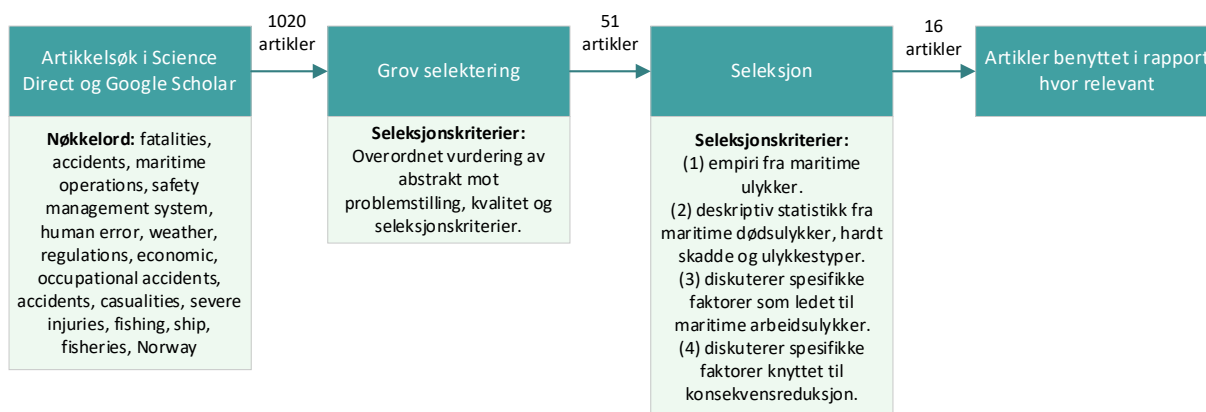 Artikkelsøk i Science
Direct og Google Scholar
Nøkkelord: fatalities,
accidents, maritime
operations, safety
management system,
human error, weather,
regulations, economic,
occupational accidents,
accidents, casualities, severe
injuries, fishing, ship,
fisheries, Norway
1020
artikler
Grov selektering
Seleksjonskriterier:
Overordnet vurdering av
abstrakt mot
problemstilling, kvalitet og
seleksjonskriterier.
51
artikler
Seleksjon
Seleksjonskriterier:
(1) empiri fra maritime
ulykker.
(2) deskriptiv statistikk fra
maritime dødsulykker, hardt
skadde og ulykkestyper.
(3) diskuterer spesifikke
faktorer som ledet til
maritime arbeidsulykker.
(4) diskuterer spesifikke
faktorer knyttet til
konsekvensreduksjon.
16
artikler
Artikler benyttet i rapport
hvor relevant